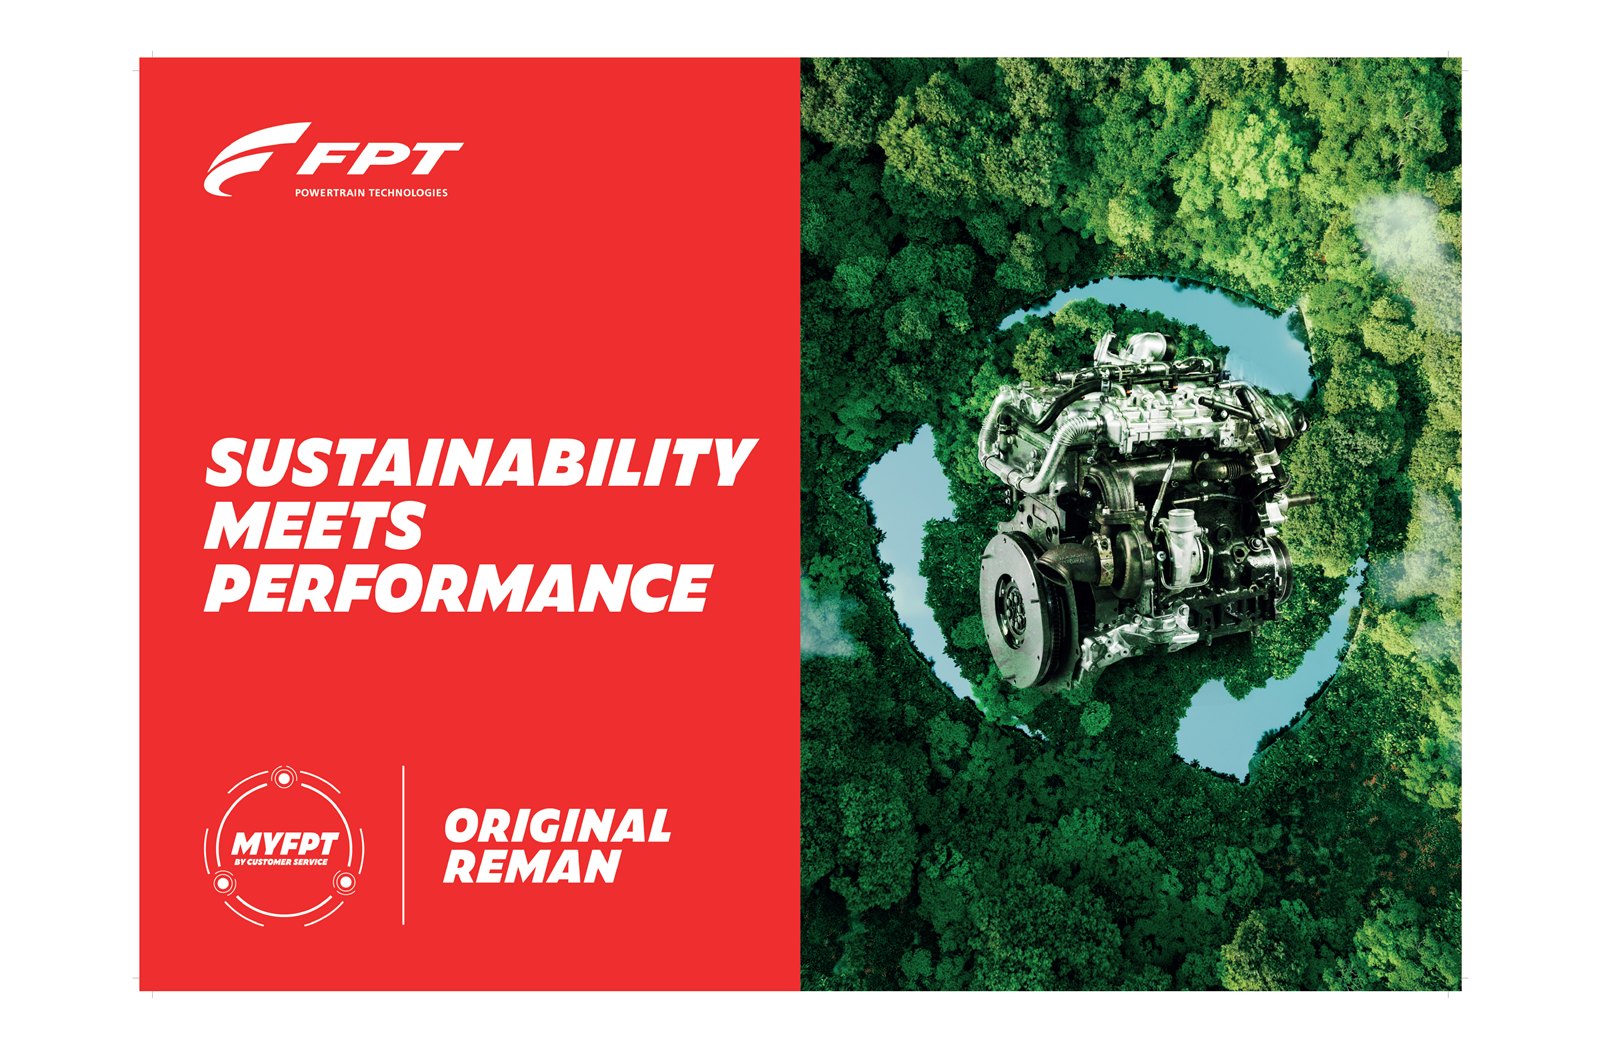 FPT
POWERTRAIN TECHNOLOGIES
SUSTAINABILITY
MEETS
PERFORMANCE
MYFPT
BY CUSTOMER SERVICE
ORIGINAL
REMAN